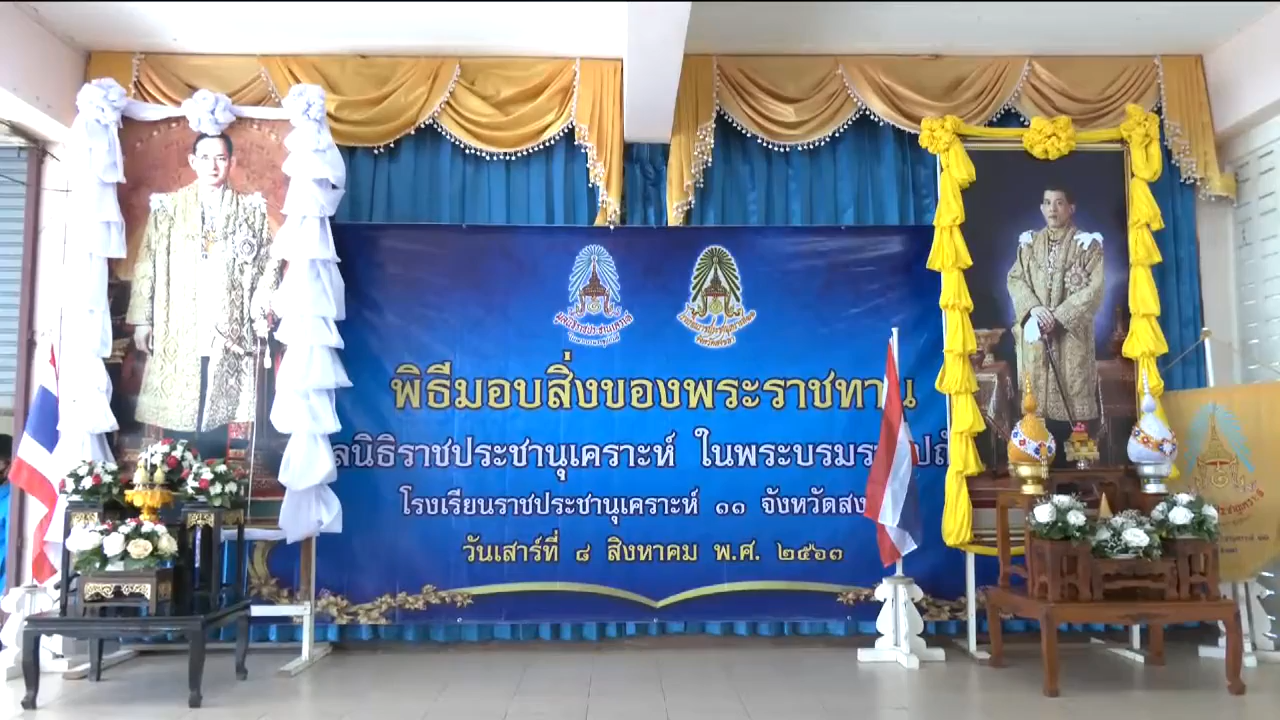 พิธีมอบสิ่งของพระราชทาน
ลนิธิราชประชานุเคราะห์ ในพระบรมรา
โรงเรียนราชประชานุเคราะห์ ๑๑ จังหวัดสง
วันเสาร์ที่ ๘ สิงหาคม พ.ศ. ๒๕๖๓